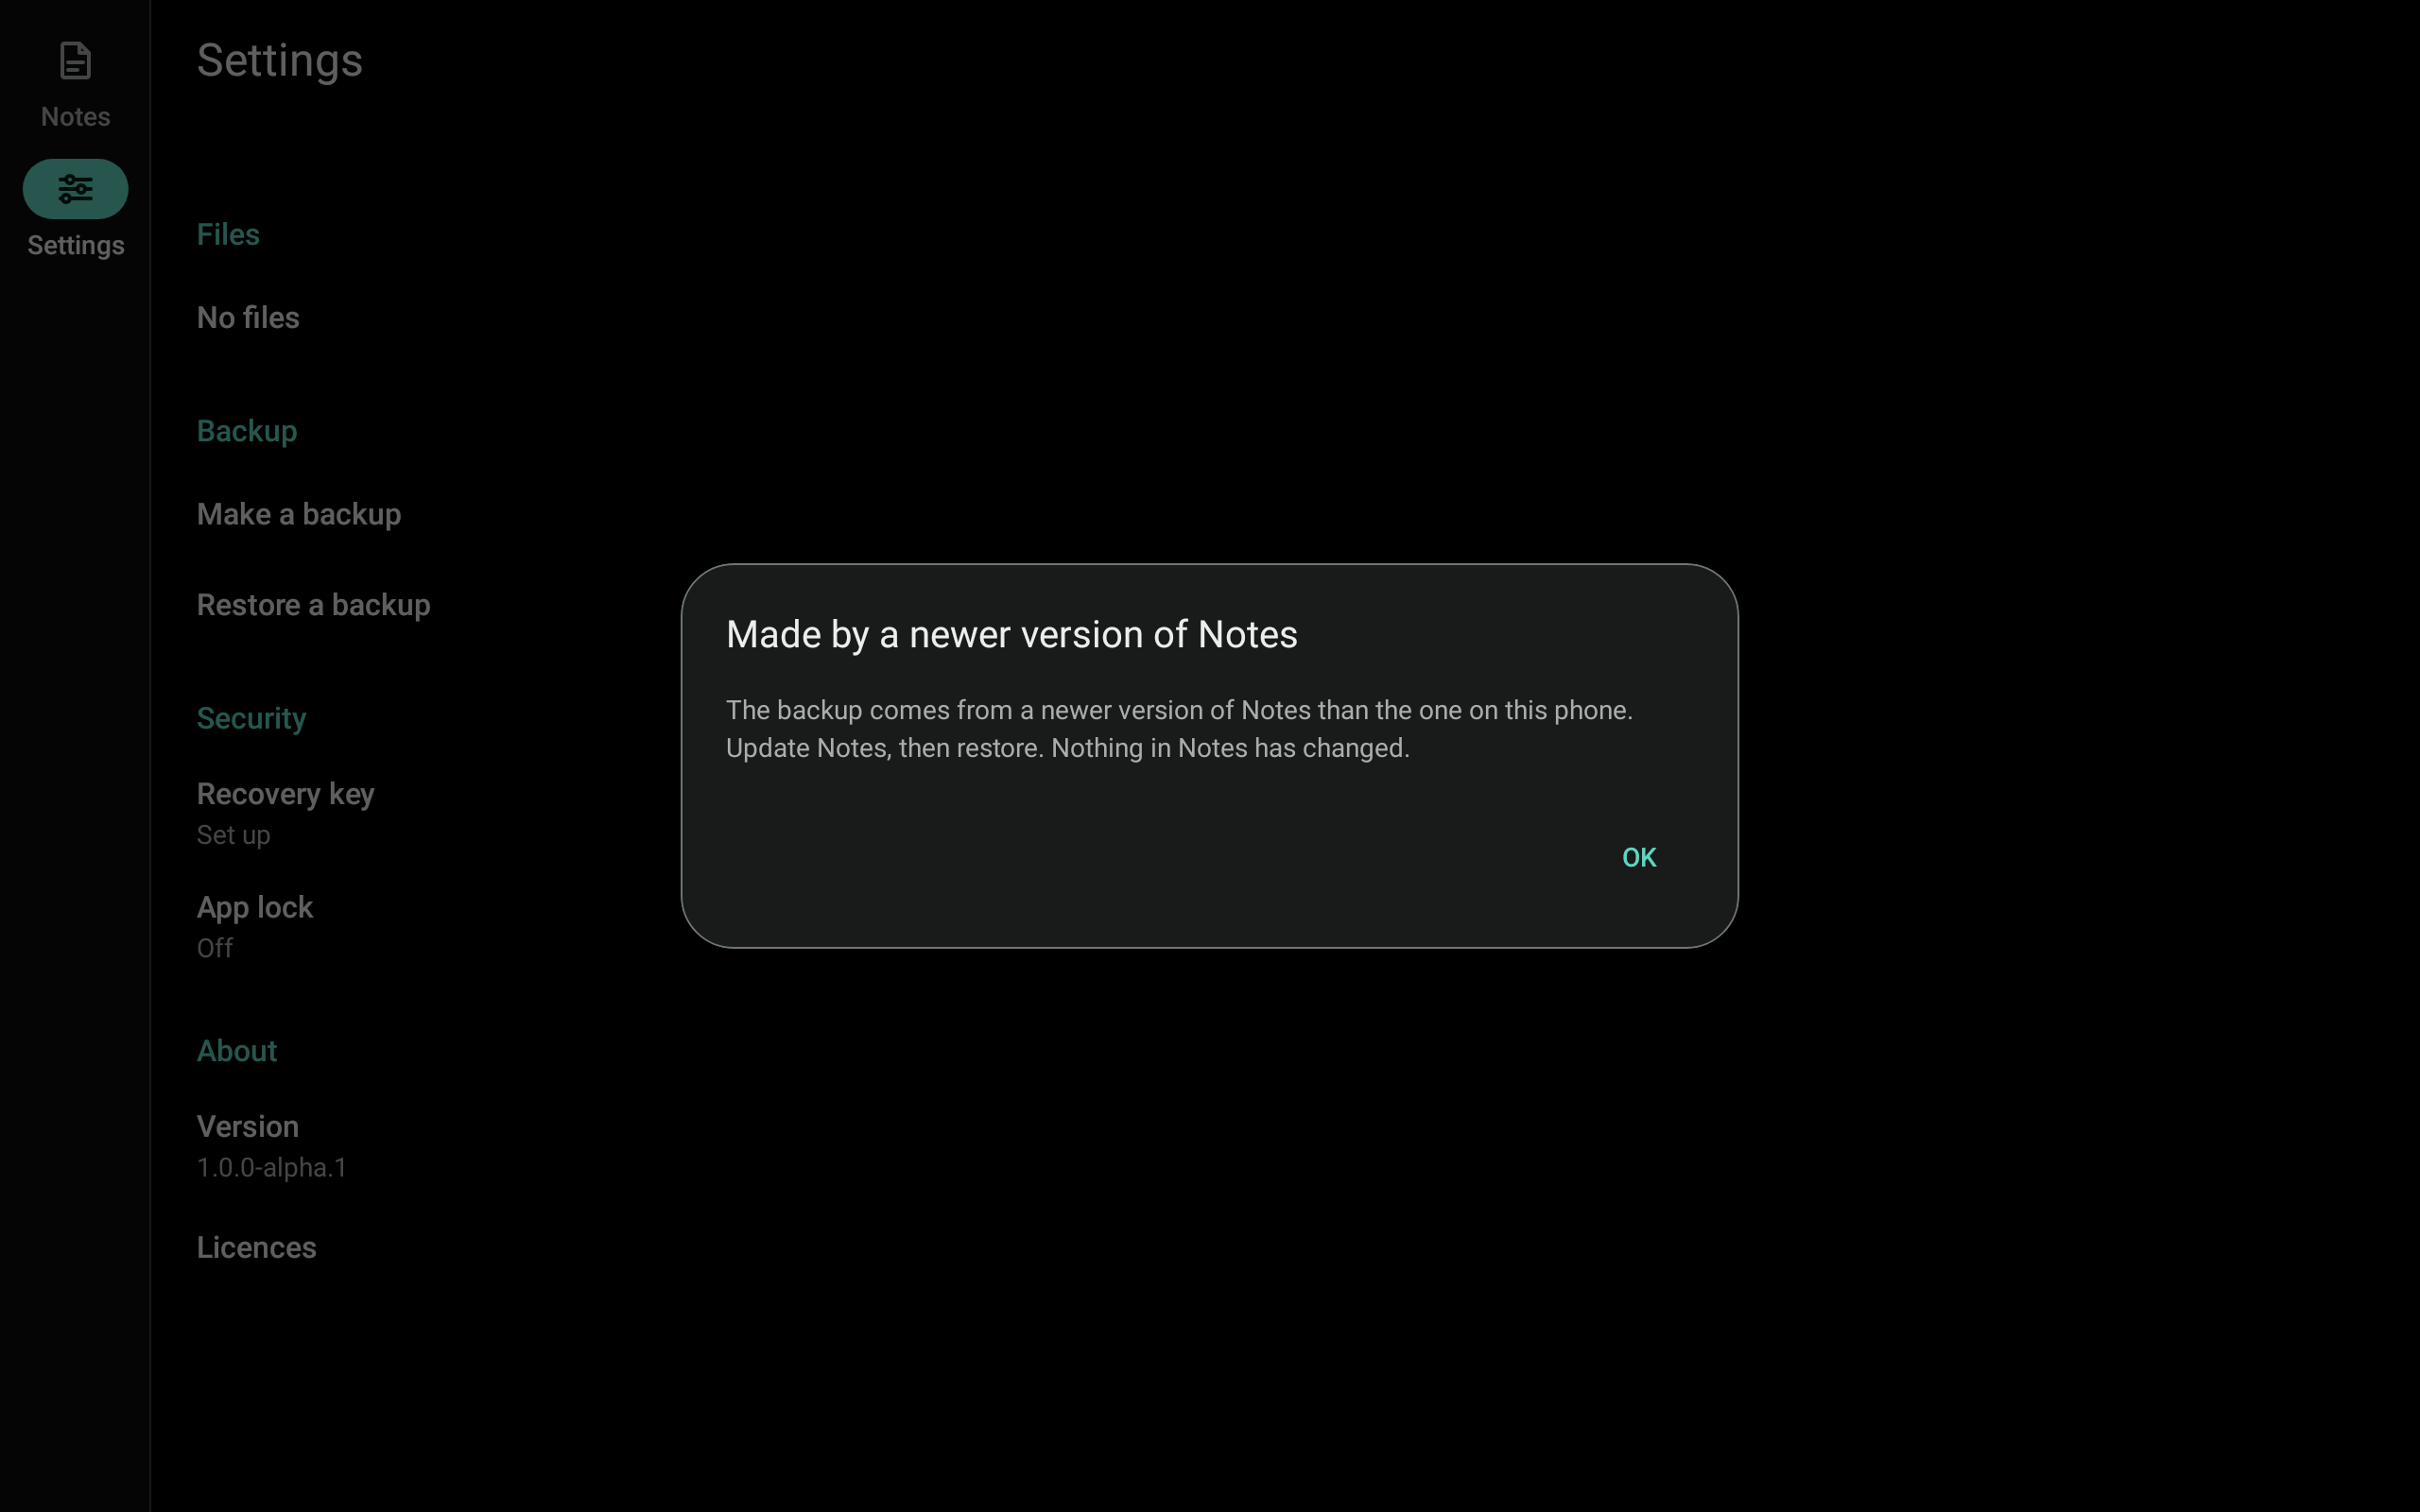 Notes
Settings
Settings
Files
No files
Backup
Make a backup
Restore a backup
Security
Recovery key
Set up
App lock
Off
About
Version
1.0.0-alpha.1
Licences
Made by a newer version of Notes
The backup comes from a newer version of Notes than the one on this phone.
Update Notes, then restore. Nothing in Notes has changed.
OK